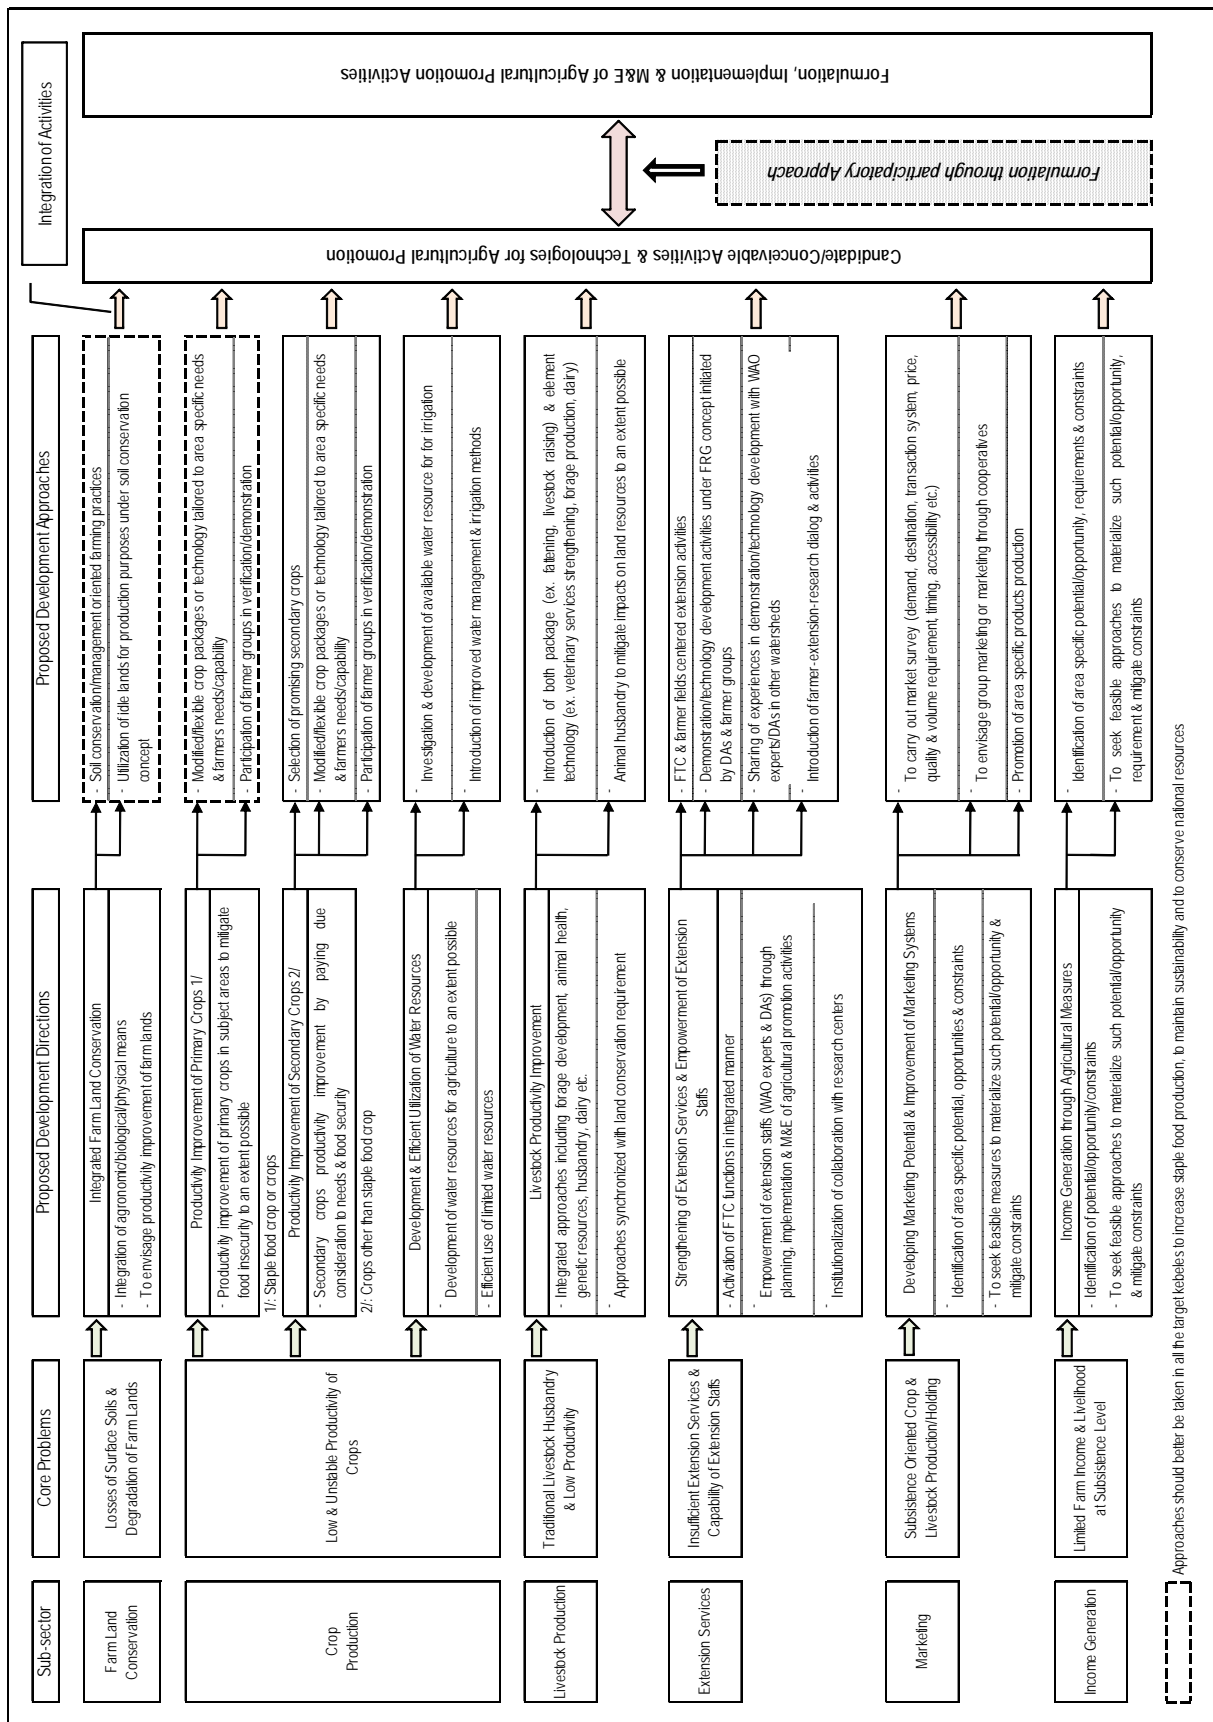 Sub-sector
Core Problems
Proposed Development Directions
Proposed Development Approaches
Integration of Activities
Farm Land
Conservation
Losses of Surface Soils &
Degradation of Farm Lands
Integrated Farm Land Conservation
- Integration of agronomic/biological/physical means
- To envisage productivity improvement of farm lands
- Soil conservation/management oriented farming practices
- Utilization of idle lands for production purposes under soil conservation
concept
Crop
Production
Low & Unstable Productivity of
Crops
Productivity Improvement of Primary Crops 1/
- Productivity improvement of primary crops in subject areas to mitigate
food insecurity to an extent possible
1/: Staple food crop or crops
- Modified/flexible crop packages or technology tailored to area specific needs
& farmers needs/capability
- Participation of farmer groups in verification/demonstration
Productivity Improvement of Secondary Crops 2/
- Secondary crops productivity improvement by paying due
consideration to needs & food security
2/: Crops other than staple food crop
- Selection of promising secondary crops
- Modified/flexible crop packages or technology tailored to area specific needs
& farmers needs/capability
- Participation of farmer groups in verification/demonstration
Development & Efficient Utilization of Water Resources
- Development of water resources for agriculture to an extent possible
- Efficient use of limited water resources
- Investigation & development of available water resource for for irrigation
- Introduction of improved water management & irrigation methods
Livestock Production
Traditional Livestock Husbandry
& Low Productivity
Livestock Productivity Improvement
- Integrated approaches including forage development, animal health,
genetic resources, husbandry, dairy etc.
- Approaches synchronized with land conservation requirement
- Introduction of both package (ex. fattening, livestock raising) & element
technology (ex. veterinary services strengthening, forage production, dairy)
- Animal husbandry to mitigate impacts on land resources to an extent possible
Extension Services
Insufficient Extension Services &
Capability of Extension Staffs
Strengthening of Extension Services & Empowerment of Extension
Staffs
- Activation of FTC functions in integrated manner
- Empowerment of extension staffs (WAO experts & DAs) through
planning, implementation & M&E of agricultural promotion activities
- Institutionalization of collaboration with research centers
- FTC & farmer fields centered extension activities
- Demonstration/technology development activities under FRG concept initiated
by DAs & farmer groups
- Sharing of experiences in demonstration/technology development with WAO
experts/DAs in other watersheds
- Introduction of farmer-extension-research dialog & activities
Marketing
Subsistence Oriented Crop &
Livestock Production/Holding
Developing Marketing Potential & Improvement of Marketing Systems
- Identification of area specific potential, opportunities & constraints
- To seek feasible measures to materialize such potential/opportunity &
mitigate constraints
- To carry out market survey (demand, destination, transaction system, price,
quality & volume requirement, timing, accessibility etc.)
- To envisage group marketing or marketing through cooperatives
- Promotion of area specific products production
Income Generation
Limited Farm Income & Livelihood
at Subsistence Level
Income Generation through Agricultural Measures
- Identification of potential/opportunity/constraints
- To seek feasible approaches to materialize such potential/opportunity
& mitigate constraints
- Identification of area specific potential/opportunity, requirements & constraints
- To seek feasible approaches to materialize such potential/opportunity,
requirement & mitigate constraints
Candidate/Conceivable Activities & Technologies for Agricultural Promotion
Formulation through participatory Approach
Formulation, Implementation & M&E of Agricultural Promotion Activities
Approaches should better be taken in all the target kebeles to increase staple food production, to maintain sustainability and to conserve national resources